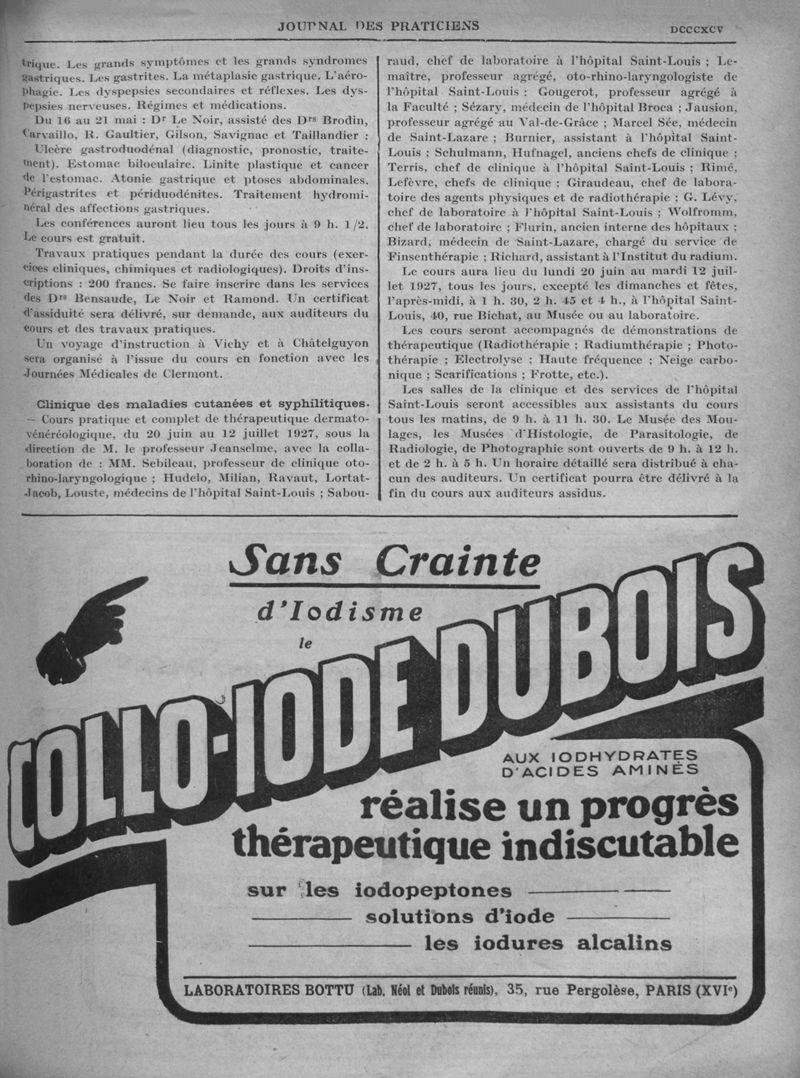 JOURNAL DES PRATICIENS
DCCCXCV
trique. Les grands symptômes et les grands syndromes
gastriques. Les gastrites. La métaplasie gastrique. L'aéro-
phagie. Les dyspepsies secondaires et réflexes. Les dys-
pepsies nerveuses. Régimes et médications.
Du 16 au 21 mai : Dr Le Noir, assisté des Drs Brodin,
Carvaillo, R. Gaultier, Gilson, Savignac et Taillandier :
Ulcère gastroduodénal (diagnostic, pronostic, traite-
ment). Estomac biloculaire. Linite plastique et cancer
de l'estomac. Atonie gastrique et ptoses abdominales.
Périgastrites et périduodénites. Traitement hydromi-
néral des affections gastriques.
Les conférences auront lieu tous les jours à 9 h. 1/2.
Le cours est gratuit.
Travaux pratiques pendant la durée des cours (exer-
cices cliniques, chimiques et radiologiques). Droits d'ins-
criptions : 200 francs. Se faire inscrire dans les services
des Drs Bensaude, Le Noir et Ramond. Un certificat
d'assiduité sera délivré, sur demande, aux auditeurs du
cours et des travaux pratiques.
Un voyage d'instruction à Vichy et à Châtelguyon
sera organisé à l'issue du cours en fonction avec les
Journées Médicales de Clermont.
Clinique des maladies cutanées et syphilitiques.
— Cours pratique et complet de thérapeutique dermato-
vénéréologique, du 20 juin au 12 juillet 1927, sous la
direction de M. le professeur Jeanselme, avec la colla-
boration de : MM. Sebileau, professeur de clinique oto-
rhino-laryngologique ; Hudelo, Milian, Ravaut, Lortat-
Jacob, Louste, médecins de l'hôpital Saint-Louis ; Sabou-
raud, chef de laboratoire à l'hôpital Saint-Louis ; Le-
maître, professeur agrégé, oto-rhino-laryngologiste de
l'hôpital Saint-Louis ; Gougerot, professeur agrégé à
la Faculté ; Sézary, médecin de l'hôpital Broca ; Jausion,
professeur agrégé au Val-de-Grâce ; Marcel Sée, médecin
de Saint-Lazare ; Burnier, assistant à l'hôpital Saint-
Louis ; Schulmann, Hufnagel, anciens chefs de clinique ;
Terris, chef de clinique à l'hôpital Saint-Louis ; Rimé,
Lefèvre, chefs de clinique ; Giraudeau, chef de labora-
toire des agents physiques et de radiothérapie ; G. Lévy,
chef de laboratoire à l'hôpital Saint-Louis ; Wolfromm,
chef de laboratoire ; Flurin, ancien interne des hôpitaux ;
Bizard, médecin de Saint-Lazare, chargé du service de
Finsenthérapie ; Richard, assistant à l'Institut du radium.
Le cours aura lieu du lundi 20 juin au mardi 12 juil-
let 1927, tous les jours, excepté les dimanches et fêtes,
l'après-midi, à 1 h. 30, 2 h. 45 et 4 h., à l'hôpital Saint-
Louis, 40, rue Bichat, au Musée ou au laboratoire.
Les cours seront accompagnés de démonstrations de
thérapeutique (Radiothérapie ; Radiumthérapie ; Photo-
thérapie ; Electrolyse ; Haute fréquence ; Neige carbo-
nique ; Scarifications ; Frotte, etc.).
Les salles de la clinique et des services de l'hôpital
Saint-Louis seront accessibles aux assistants du cours
tous les matins, de 9 h. à 11 h. 30. Le Musée des Mou-
lages, les Musées d'Histologie, de Parasitologie, de
Radiologie, de Photographie sont ouverts de 9 h. à 12 h.
et de 2 h. à 5 h. Un horaire détaillé sera distribué à cha-
cun des auditeurs. Un certificat pourra être délivré à la
fin du cours aux auditeurs assidus.
Sans Crainte
d'Iodisme
le
COLLO-IODE DUBOIS
AUX IODHYDRATES
D'ACIDES AMINÉS
réalise un progrès
thérapeutique indiscutable
sur les iodopeptones
solutions d'iode
les iodures alcalins
LABORATOIRES BOTTU (Lab. Néol et Dubois réunis), 35, rue Pergolèse, PARIS (XVIe)